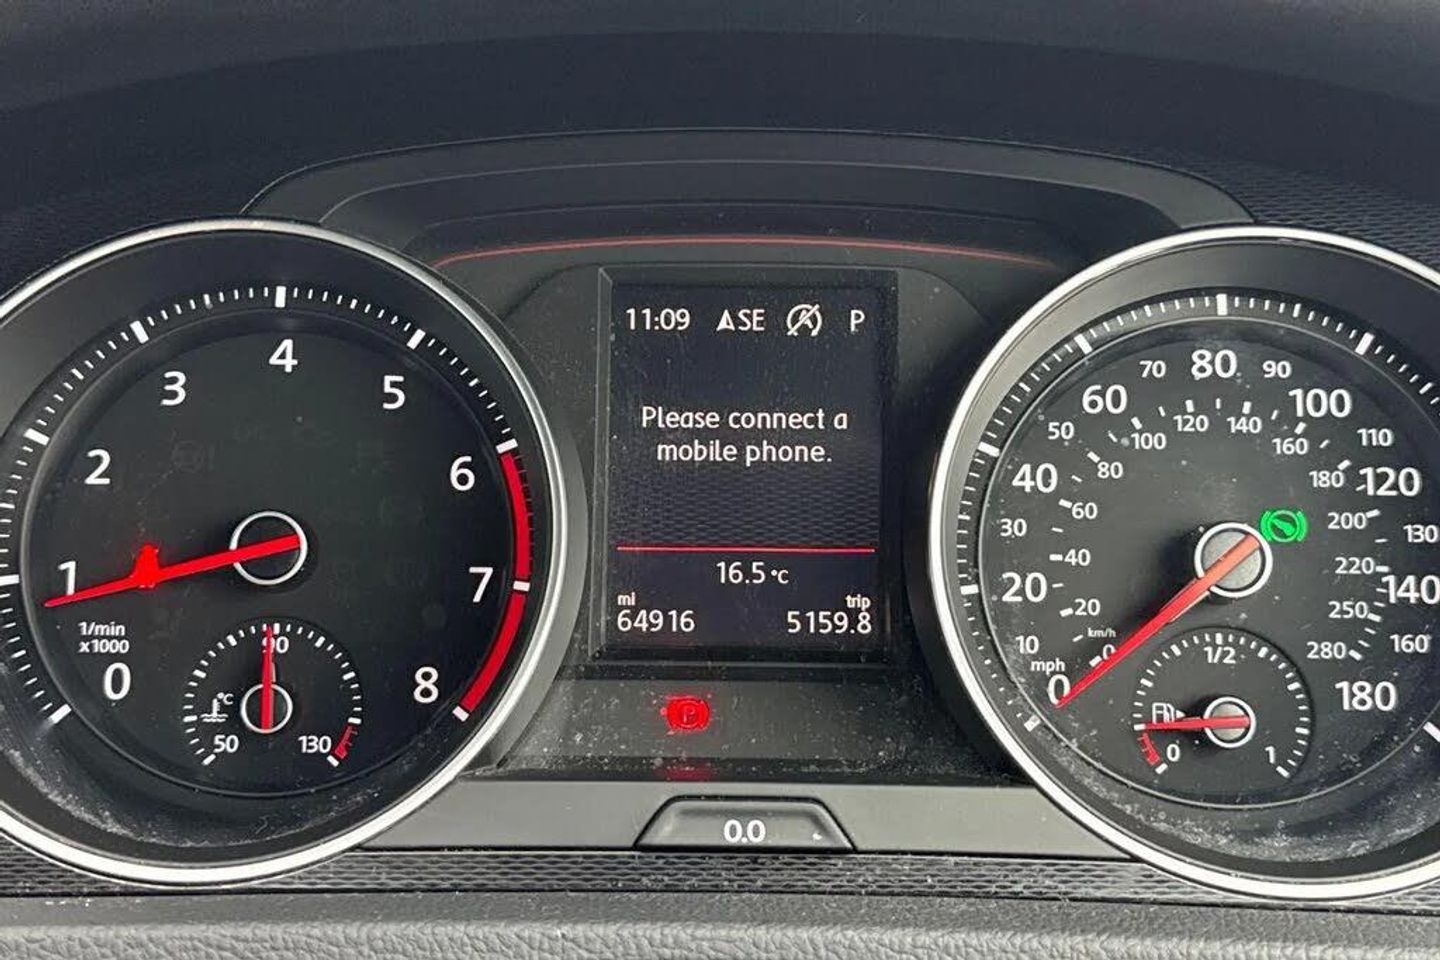 11:09 SE P
Please connect a
mobile phone.
16.5 °C
mi trip
64916 5159.8
0 1 2 3 4 5 6 7 8
1/min
x1000
°C
50 90 130
P
0.0
0 10 20 30 40 50 60 70 80 90 100 110 120 130 140 160 180
mph
km/h
0 20 40 60 80 100 120 140 160 180 200 220 250 280
0 1/2 1